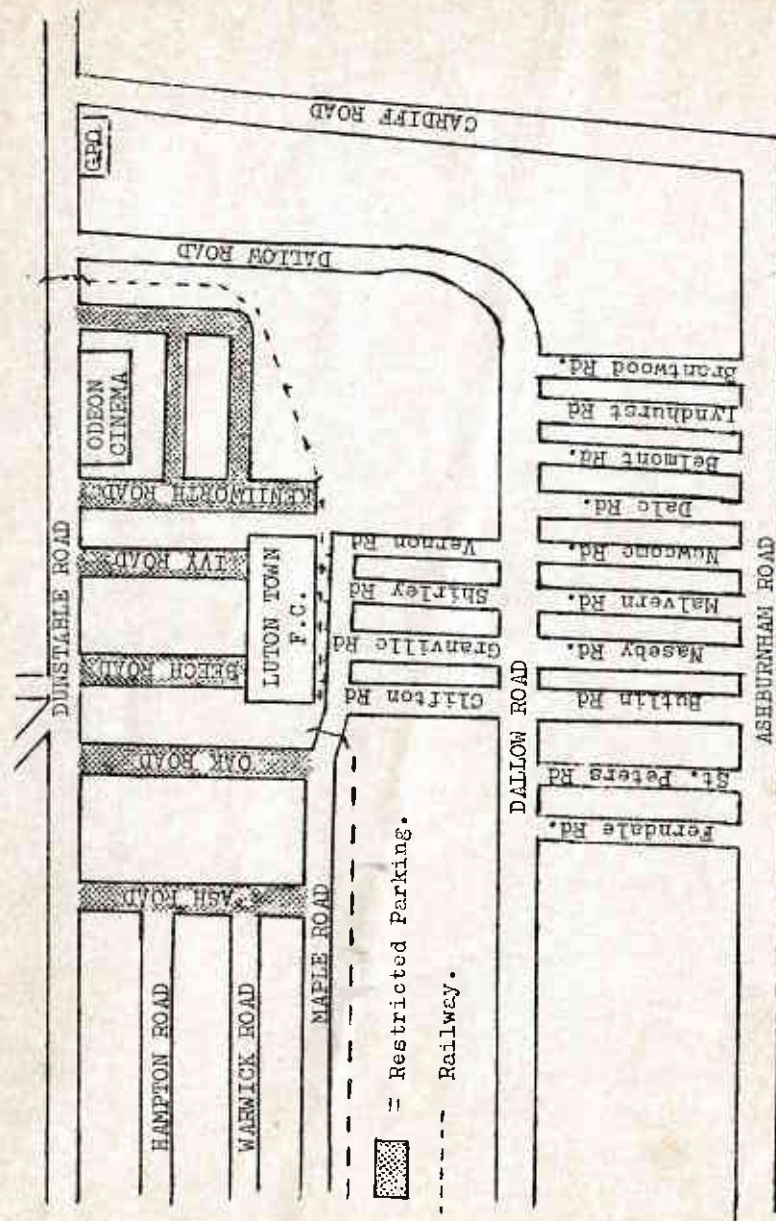 DUNSTABLE ROAD
G.P.O.
CARDIFF ROAD
DALLOW ROAD
ODEON
CINEMA
KENILWORTH ROAD
IVY ROAD
BEECH ROAD
OAK ROAD
ASH ROAD
LUTON TOWN
F.C.
HAMPTON ROAD
WARWICK ROAD
MAPLE ROAD
Vernon Rd
Shirley Rd
Granville Rd
Clifton Rd
DALLOW ROAD
Brantwood Rd.
Lyndhurst Rd
Belmont Rd.
Dale Rd.
Newcome Rd.
Malvern Rd.
Naseby Rd.
Butlin Rd
St. Peters Rd
Ferndale Rd.
ASHBURNHAM ROAD
= Restricted Parking.
Railway.